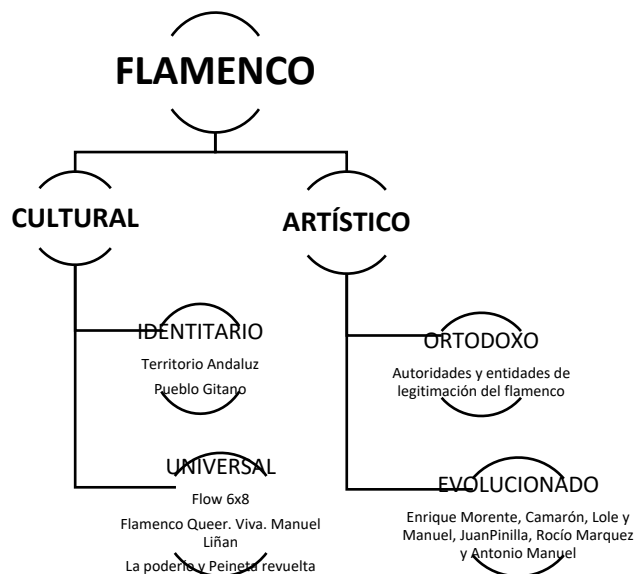 FLAMENCO
CULTURAL
ARTÍSTICO
IDENTITARIO
Territorio Andaluz
Pueblo Gitano
UNIVERSAL
Flow 6x8
Flamenco Queer. Viva. Manuel
Liñan
La poderío y Peineta revuelta
ORTODOXO
Autoridades y entidades de
legitimación del flamenco
EVOLUCIONADO
Enrique Morente, Camarón, Lole y
Manuel, JuanPinilla, Rocío Marquez
y Antonio Manuel